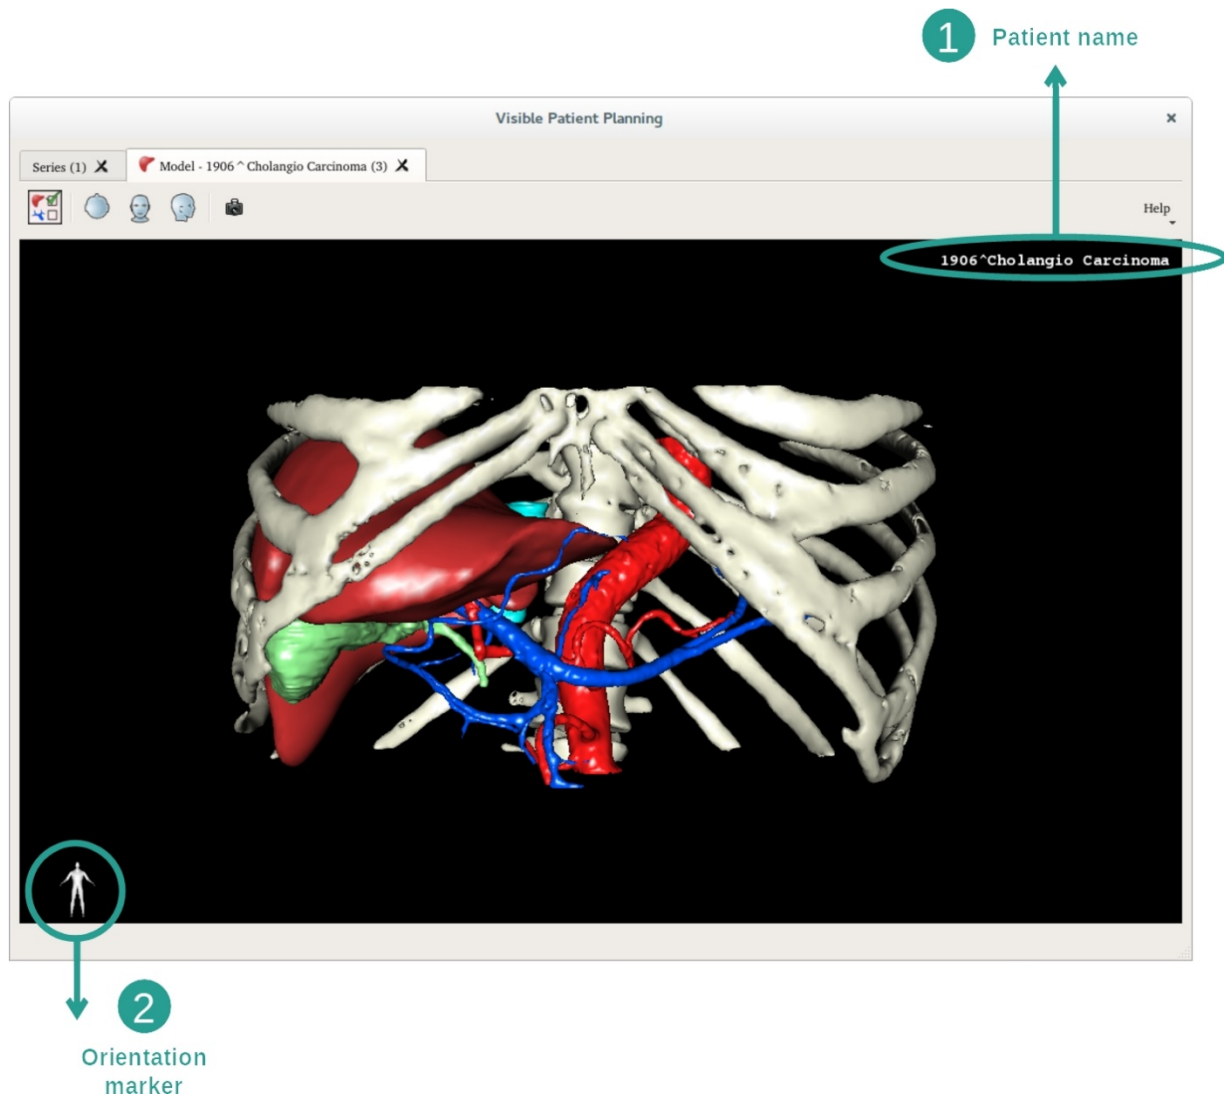 1 Patient name
Visible Patient Planning
Series (1) Model - 1906 ^ Cholangio Carcinoma (3)
Help
1906^Cholangio Carcinoma
2
Orientation
marker